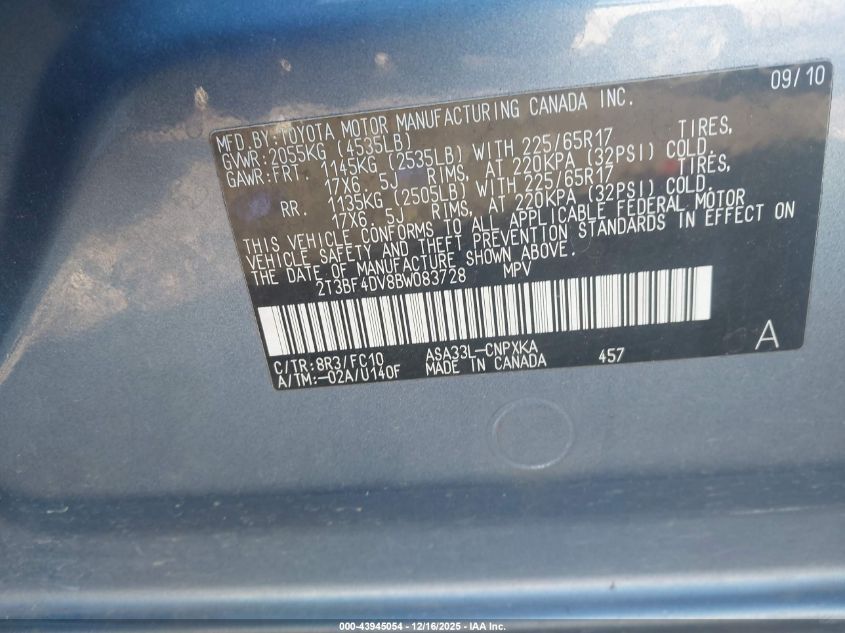 09/10
MFD.BY:TOYOTA MOTOR MANUFACTURING CANADA INC.
GVWR:2055KG (4535LB)
GAWR:FRT. 1145KG (2535LB) WITH 225/65R17 TIRES,
17X6.5J RIMS, AT 220KPA (32PSI) COLD.
RR. 1135KG (2505LB) WITH 225/65R17 TIRES,
17X6.5J RIMS, AT 220KPA (32PSI) COLD.
THIS VEHICLE CONFORMS TO ALL APPLICABLE FEDERAL MOTOR
VEHICLE SAFETY AND THEFT PREVENTION STANDARDS IN EFFECT ON
THE DATE OF MANUFACTURE SHOWN ABOVE.
2T3BF4DV8BW083728 MPV
A
C/TR:8R3/FC10 ASA33L-CNPXKA 457
A/TM:-02A/U140F MADE IN CANADA
000-43945054 - 12/16/2025 - IAA Inc.